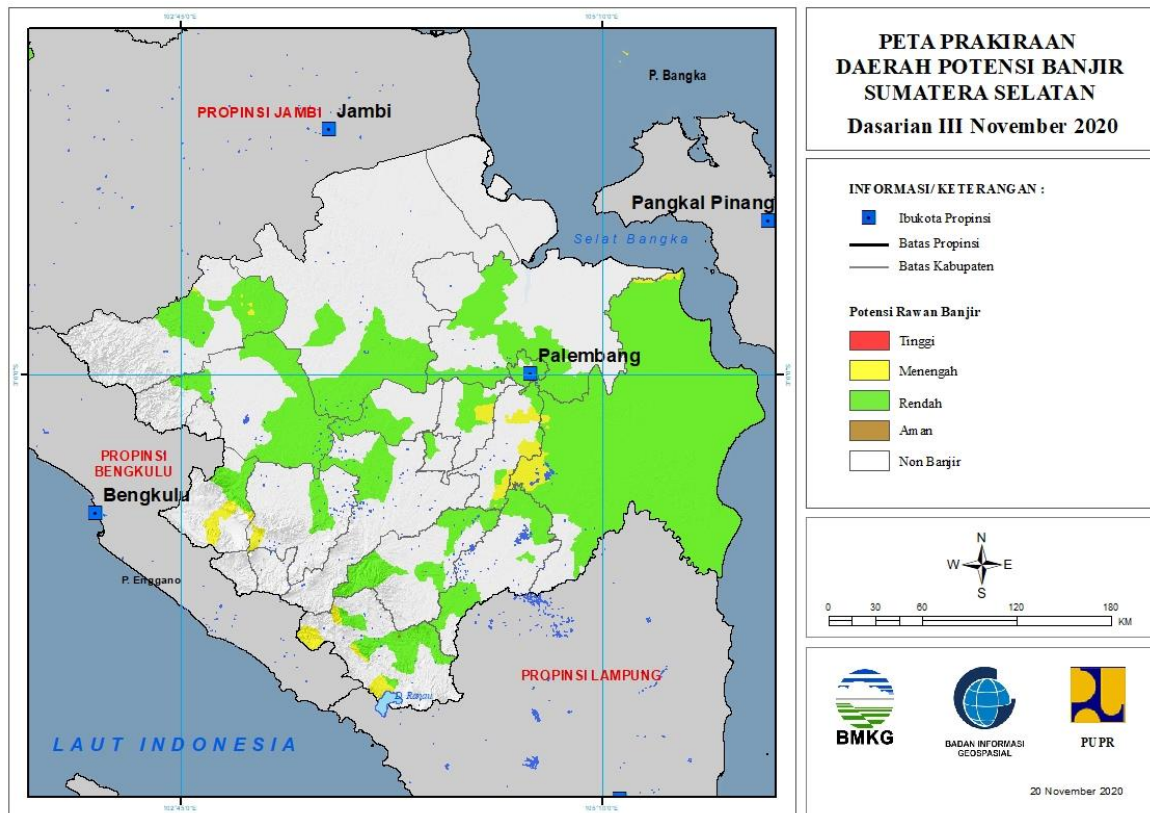 PETA PRAKIRAAN
DAERAH POTENSI BANJIR
SUMATERA SELATAN
Dasarian III November 2020
P. Bangka
PROPINSI JAMBI
Jambi
Pangkal Pinang
Selat Bangka
Palembang
PROPINSI
BENGKULU
Bengkulu
P. Enggano
PROPINSI LAMPUNG
D. Ranau
LAUT INDONESIA
INFORMASI/ KETERANGAN :
Ibukota Propinsi
Batas Propinsi
Batas Kabupaten
Potensi Rawan Banjir
Tinggi
Menengah
Rendah
Aman
Non Banjir
N
W E
S
0 30 60 120 180
KM
BMKG
BADAN INFORMASI
GEOSPASIAL
PUPR
20 November 2020